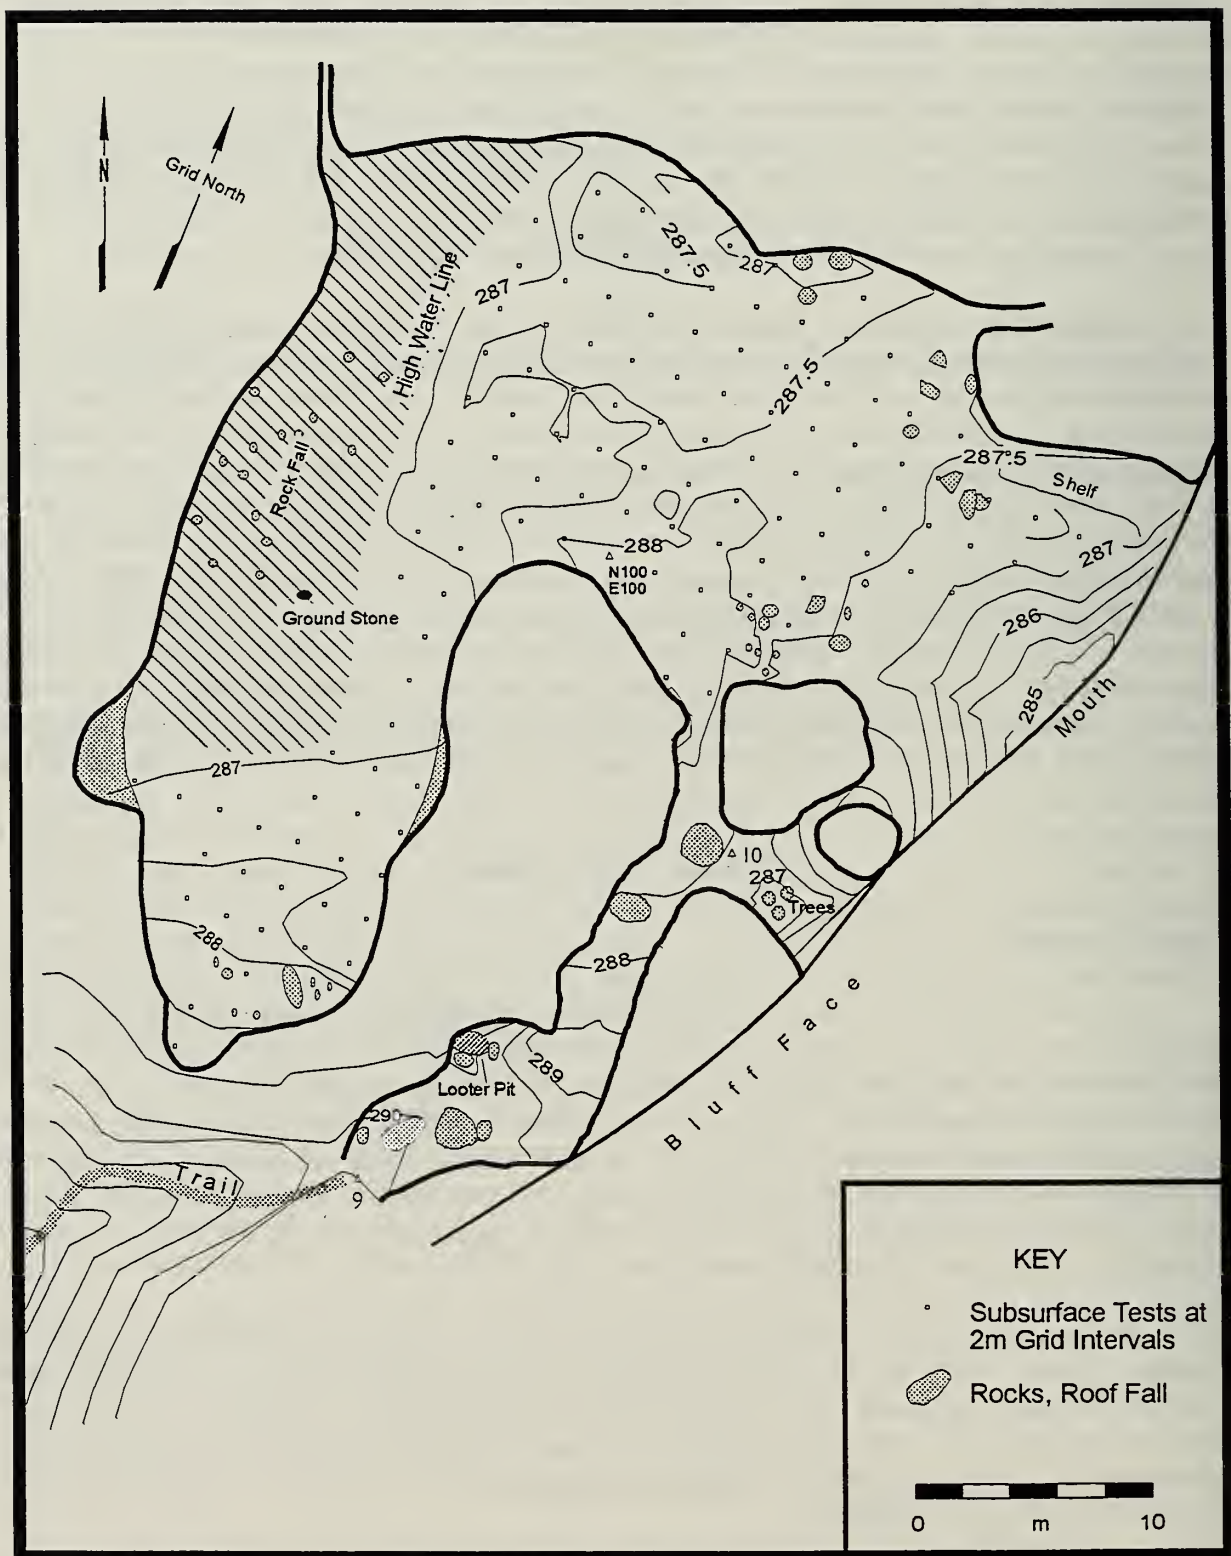 N
Grid North
287.5
287
287
High Water Line
287.5
Rock Fall
287.5
Shelf
288
N100
E100
287
Ground Stone
286
285
Mouth
287
10
287
Trees
288
288
289
Looter Pit
290
Bluff Face
Trail
9
KEY
Subsurface Tests at
2m Grid Intervals
Rocks, Roof Fall
0 m 10